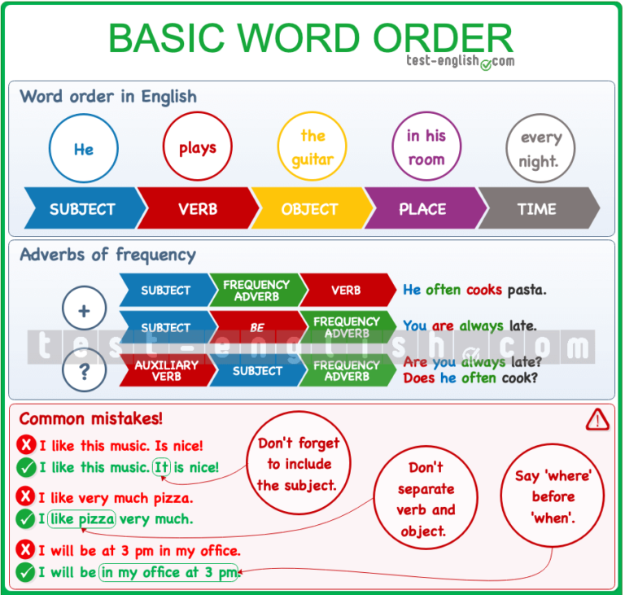 BASIC WORD ORDER
test-english.com
Word order in English
He
plays
the
guitar
in his
room
every
night.
SUBJECT
VERB
OBJECT
PLACE
TIME
Adverbs of frequency
+
SUBJECT
FREQUENCY
ADVERB
VERB
He often cooks pasta.
SUBJECT
BE
FREQUENCY
ADVERB
You are always late.
test-english.com
?
AUXILIARY
VERB
SUBJECT
FREQUENCY
ADVERB
Are you always late?
Does he often cook?
Common mistakes!
X I like this music. Is nice!
✓ I like this music. It is nice!
X I like very much pizza.
✓ I like pizza very much.
X I will be at 3 pm in my office.
✓ I will be in my office at 3 pm.
Don't forget
to include
the subject.
Don't
separate
verb and
object.
Say 'where'
before
'when'.
!